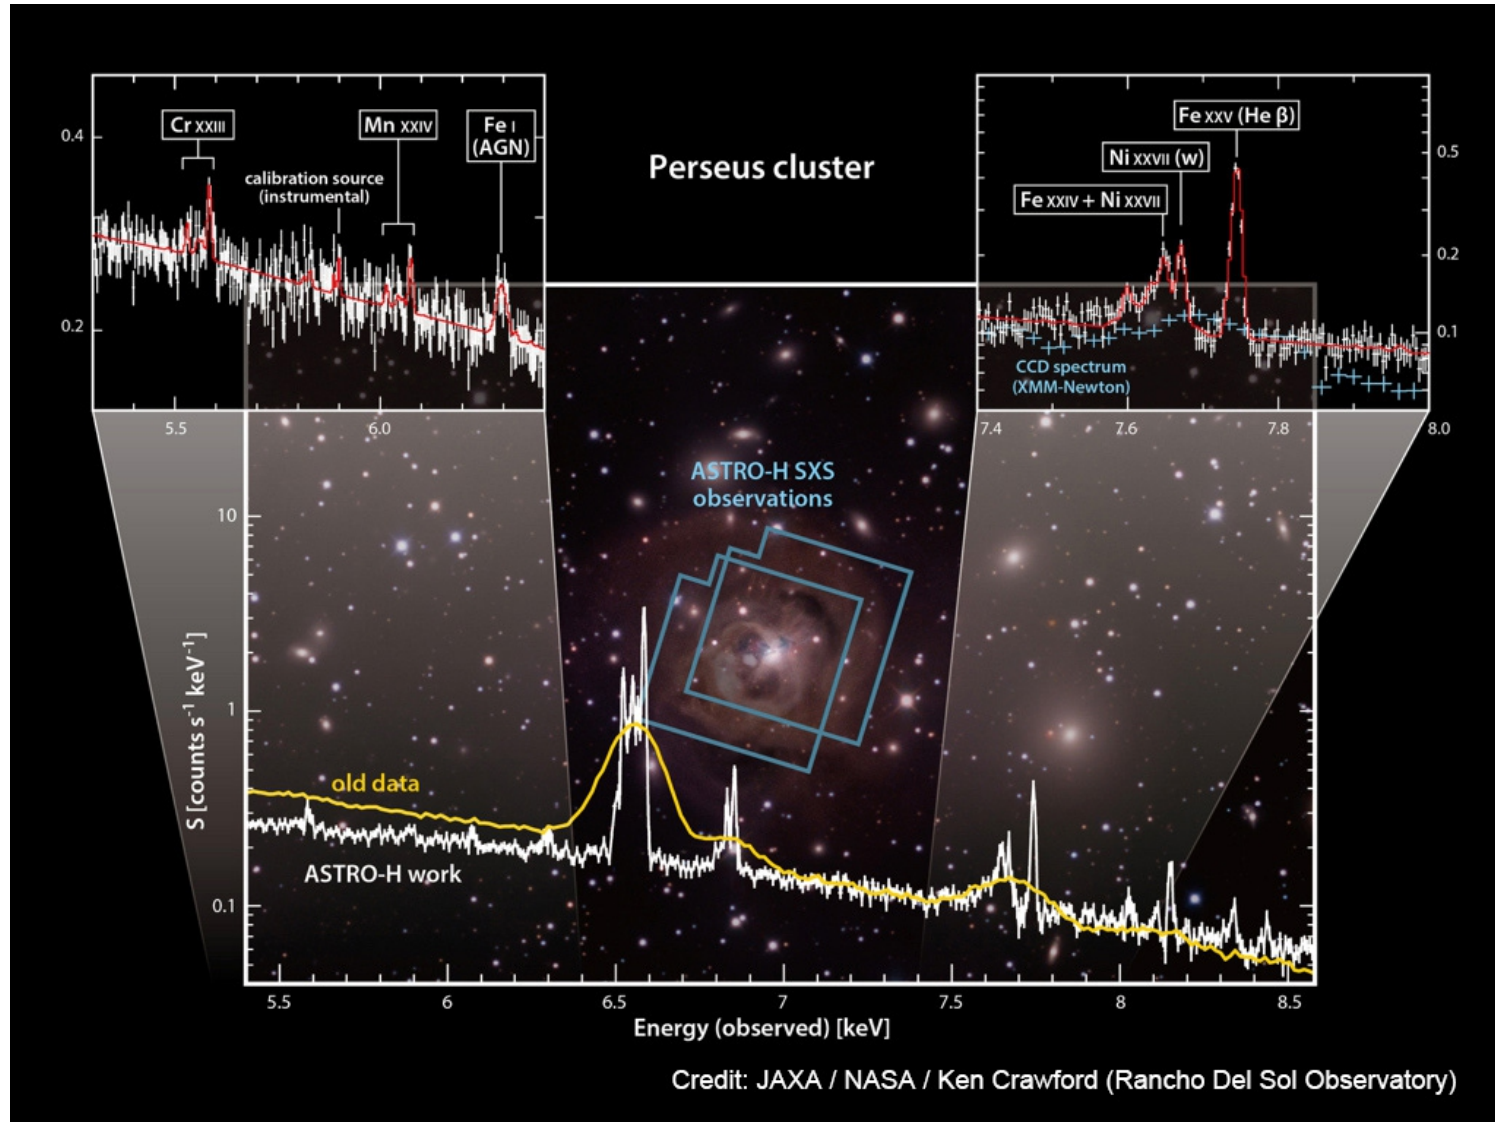 Perseus cluster
Cr XXIII
Mn XXIV
Fe I
(AGN)
calibration source
(instrumental)
0.4
0.2
5.5
6.0
Fe XXV (He β)
Ni XXVII (w)
Fe XXIV + Ni XXVII
CCD spectrum
(XMM-Newton)
0.5
0.2
0.1
7.4
7.6
7.8
8.0
ASTRO-H SXS
observations
10
1
0.1
S [counts s⁻¹ keV⁻¹]
old data
ASTRO-H work
5.5
6
6.5
7
7.5
8
8.5
Energy (observed) [keV]
Credit: JAXA / NASA / Ken Crawford (Rancho Del Sol Observatory)